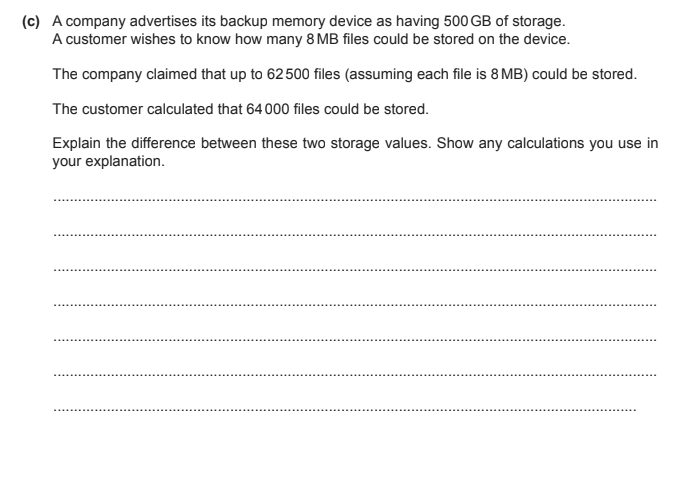 (c) A company advertises its backup memory device as having 500 GB of storage.
A customer wishes to know how many 8 MB files could be stored on the device.
The company claimed that up to 62 500 files (assuming each file is 8 MB) could be stored.
The customer calculated that 64 000 files could be stored.
Explain the difference between these two storage values. Show any calculations you use in
your explanation.